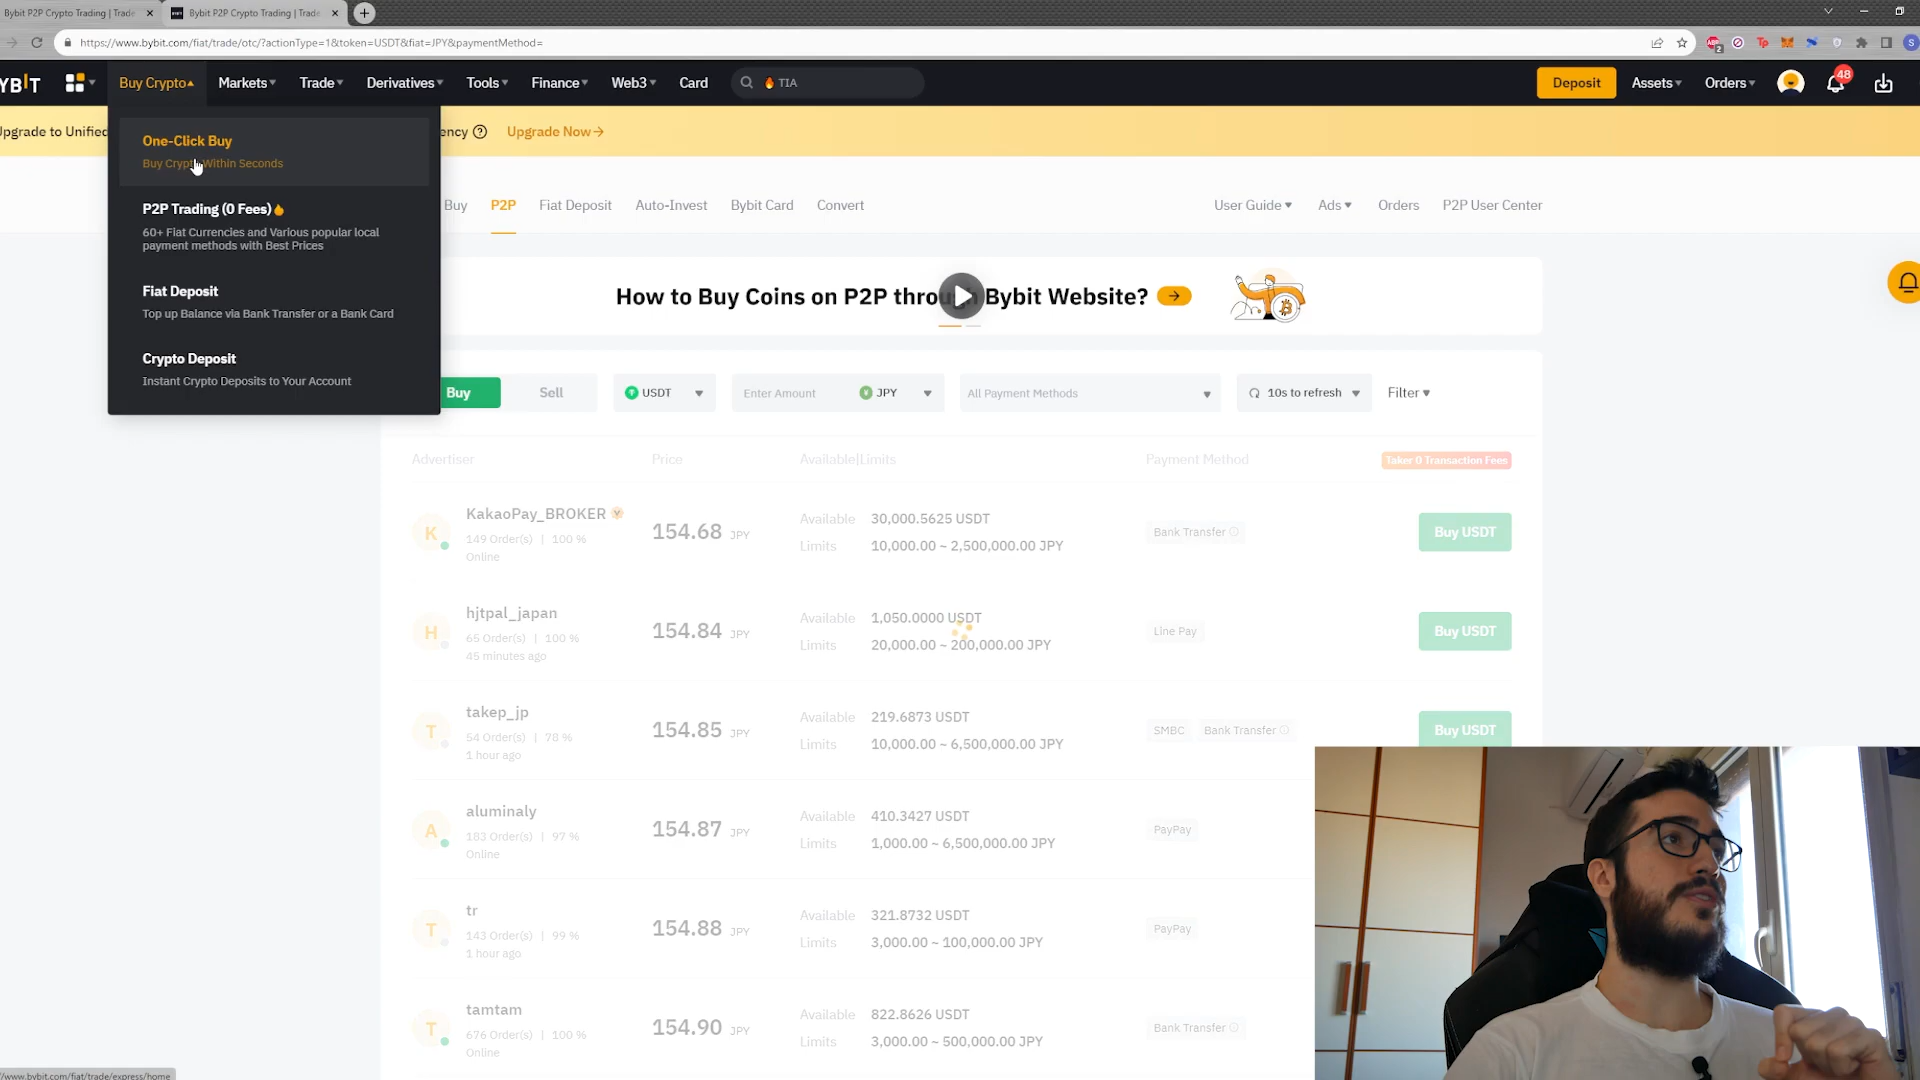 Bybit P2P Crypto Trading | Trade
Bybit P2P Crypto Trading | Trade
https://www.bybit.com/fiat/trade/otc/?actionType=1&token=USDT&fiat=JPY&paymentMethod=
2
TP
S
YBIT
Buy Crypto
Markets
Trade
Derivatives
Tools
Finance
Web3
Card
TIA
Deposit
Assets
Orders
48
Upgrade to Unified
ency
Upgrade Now
One-Click Buy
Buy Crypto Within Seconds
P2P Trading (0 Fees)
60+ Fiat Currencies and Various popular local
payment methods with Best Prices
Fiat Deposit
Top up Balance via Bank Transfer or a Bank Card
Crypto Deposit
Instant Crypto Deposits to Your Account
Buy
P2P
Fiat Deposit
Auto-Invest
Bybit Card
Convert
User Guide
Ads
Orders
P2P User Center
How to Buy Coins on P2P through Bybit Website?
Buy
Sell
USDT
Enter Amount
JPY
All Payment Methods
10s to refresh
Filter
Advertiser
Price
Available|Limits
Payment Method
Taker 0 Transaction Fees
K
KakaoPay_BROKER
149 Order(s) | 100 %
Online
154.68 JPY
Available 30,000.5625 USDT
Limits 10,000.00 ~ 2,500,000.00 JPY
Bank Transfer
Buy USDT
H
hjtpal_japan
65 Order(s) | 100 %
45 minutes ago
154.84 JPY
Available 1,050.0000 USDT
Limits 20,000.00 ~ 200,000.00 JPY
Line Pay
Buy USDT
T
takep_jp
54 Order(s) | 78 %
1 hour ago
154.85 JPY
Available 219.6873 USDT
Limits 10,000.00 ~ 6,500,000.00 JPY
SMBC
Bank Transfer
Buy USDT
A
aluminaly
183 Order(s) | 97 %
Online
154.87 JPY
Available 410.3427 USDT
Limits 1,000.00 ~ 6,500,000.00 JPY
PayPay
T
tr
143 Order(s) | 99 %
1 hour ago
154.88 JPY
Available 321.8732 USDT
Limits 3,000.00 ~ 100,000.00 JPY
PayPay
T
tamtam
676 Order(s) | 100 %
Online
154.90 JPY
Available 822.8626 USDT
Limits 3,000.00 ~ 500,000.00 JPY
Bank Transfer
//www.bybit.com/fiat/trade/express/home